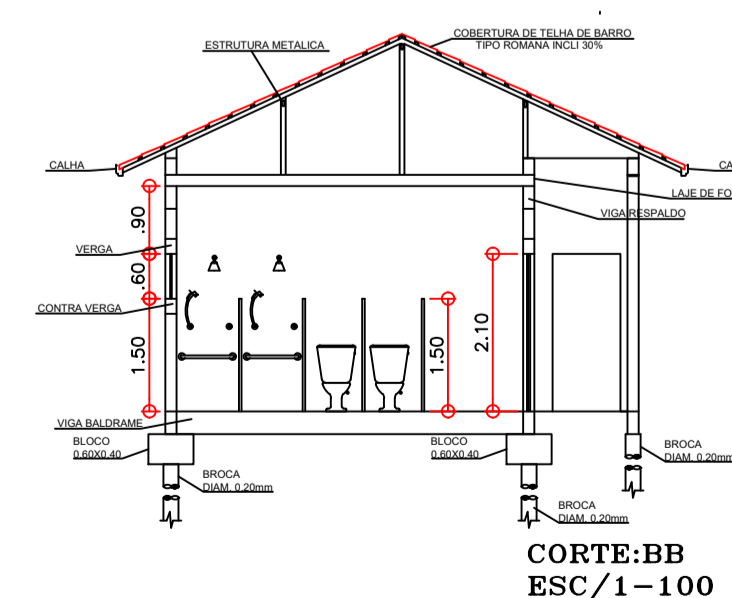 COBERTURA DE TELHA DE BARRO
TIPO ROMANA INCLI 30%
ESTRUTURA METALICA
CALHA
CA
LAJE DE FO
VIGA RESPALDO
.90
VERGA
.60
CONTRA VERGA
1.50
1.50
2.10
VIGA BALDRAME
BLOCO
0.60X0.40
BLOCO
0.60X0.40
BROCA
DIAM. 0.20mm
BROCA
DIAM. 0.20mm
BROCA
DIAM. 0.20mm
CORTE:BB
ESC/1-100